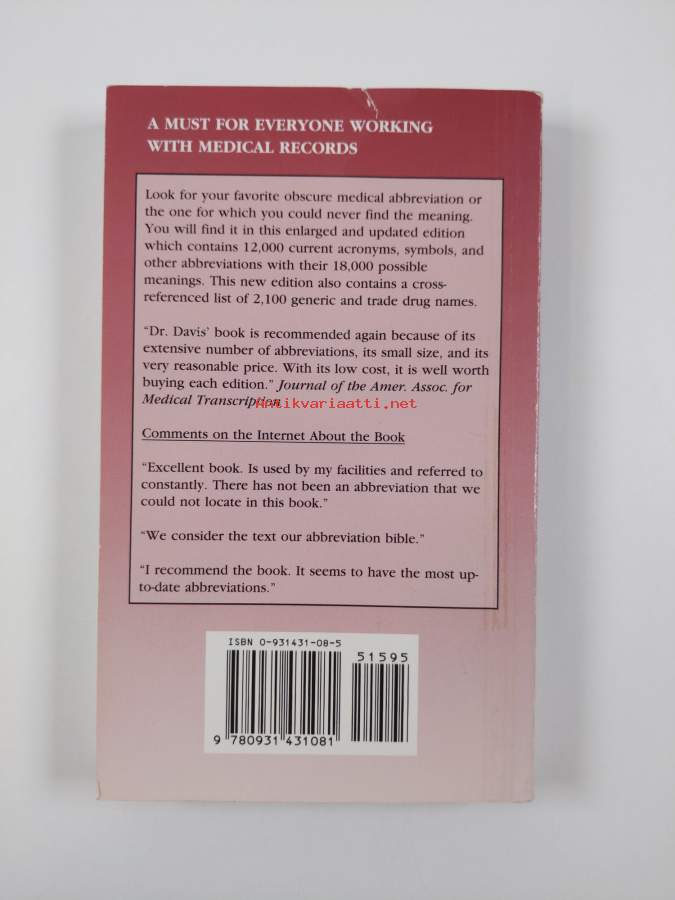 A MUST FOR EVERYONE WORKING
WITH MEDICAL RECORDS
Look for your favorite obscure medical abbreviation or
the one for which you could never find the meaning.
You will find it in this enlarged and updated edition
which contains 12,000 current acronyms, symbols, and
other abbreviations with their 18,000 possible
meanings. This new edition also contains a cross-
referenced list of 2,100 generic and trade drug names.
“Dr. Davis’ book is recommended again because of its
extensive number of abbreviations, its small size, and its
very reasonable price. With its low cost, it is well worth
buying each edition.” Journal of the Amer. Assoc. for
Medical Transcription
Antikvariaatti.net
Comments on the Internet About the Book
“Excellent book. Is used by my facilities and referred to
constantly. There has not been an abbreviation that we
could not locate in this book.”
“We consider the text our abbreviation bible.”
“I recommend the book. It seems to have the most up-
to-date abbreviations.”
ISBN 0-931431-08-5
51595
9 780931 431081